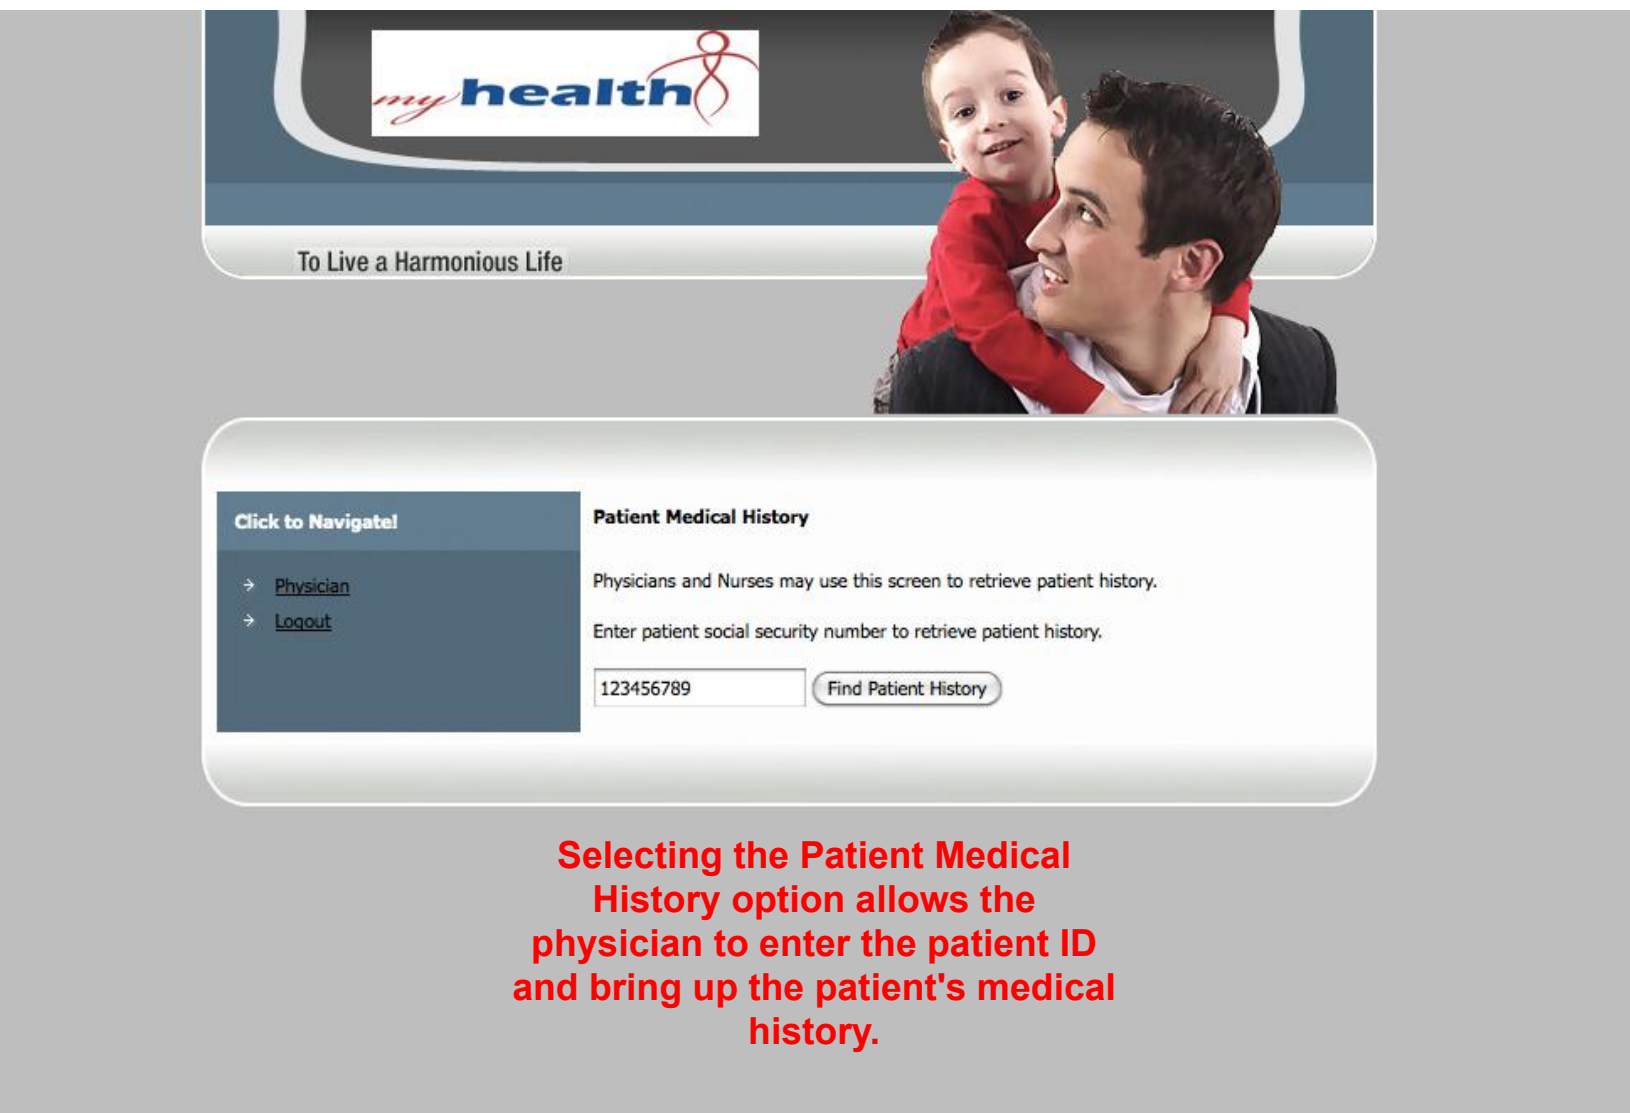 my health
To Live a Harmonious Life
Click to Navigate!
Physician
Logout
Patient Medical History
Physicians and Nurses may use this screen to retrieve patient history.
Enter patient social security number to retrieve patient history.
123456789 Find Patient History
Selecting the Patient Medical
History option allows the
physician to enter the patient ID
and bring up the patient's medical
history.